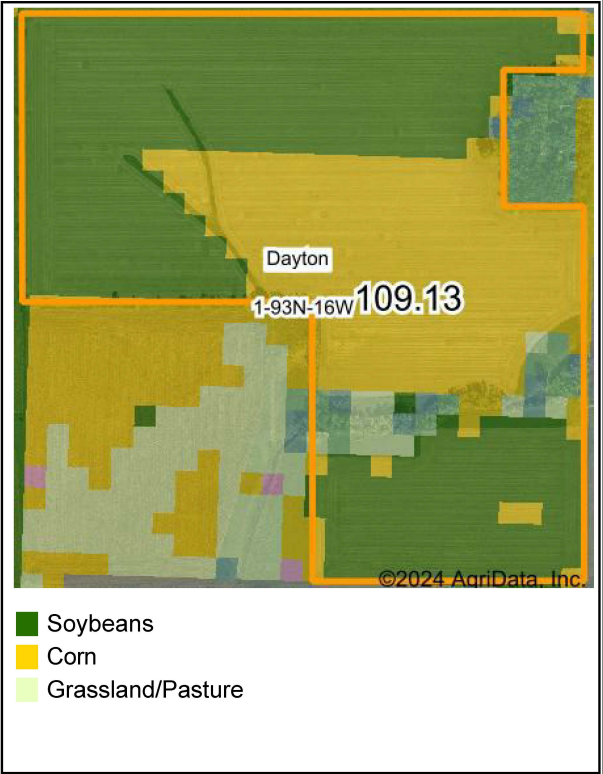 Dayton
1-93N-16W 109.13
©2024 AgriData, Inc.
Soybeans
Corn
Grassland/Pasture